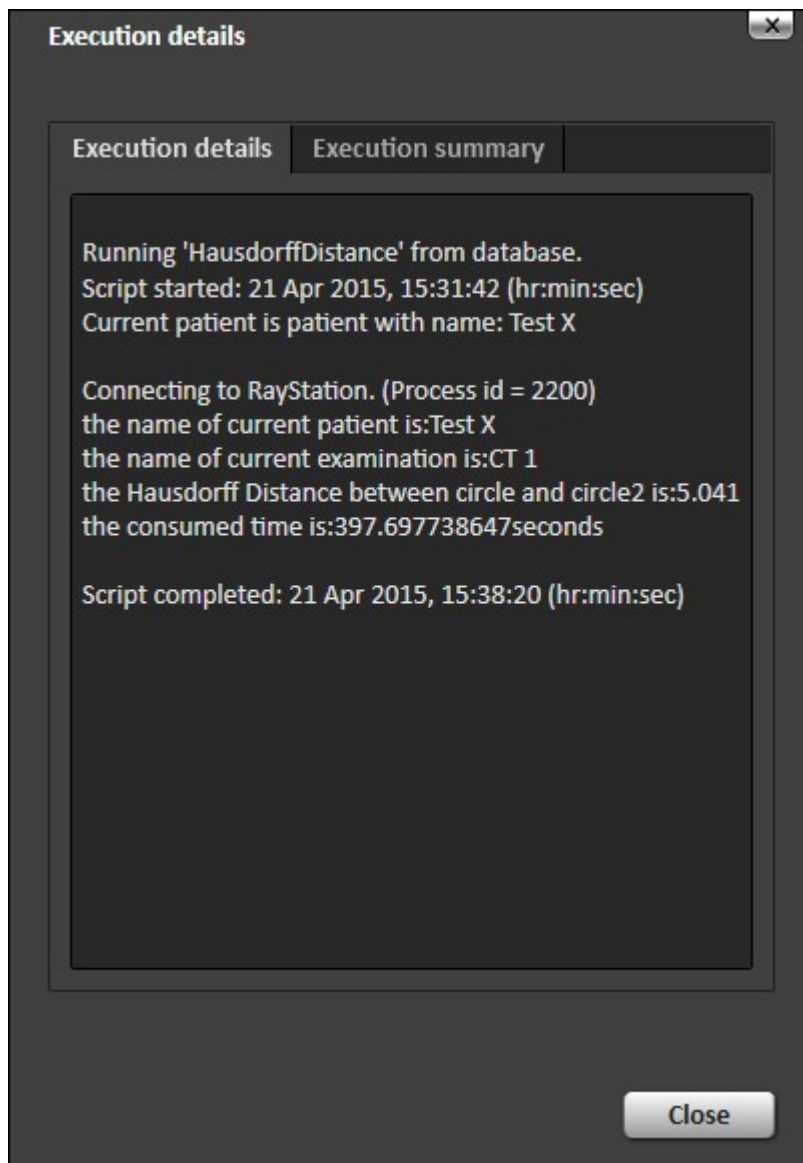 Execution details
X
Execution details Execution summary
Running 'HausdorffDistance' from database.
Script started: 21 Apr 2015, 15:31:42 (hr:min:sec)
Current patient is patient with name: Test X
Connecting to RayStation. (Process id = 2200)
the name of current patient is:Test X
the name of current examination is:CT 1
the Hausdorff Distance between circle and circle2 is:5.041
the consumed time is:397.697738647seconds
Script completed: 21 Apr 2015, 15:38:20 (hr:min:sec)
Close